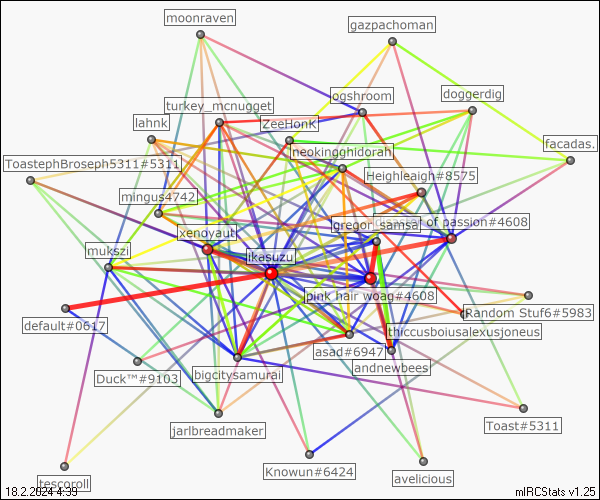 moonraven
gazpachoman
ogshroom
doggerdig
turkey_mcnugget
lahnk
ZeeHonK
facadas.
neokingghidorah
ToastephBroseph5311#5311
Heighleaigh#8575
mingus4742
gregor_samsa
of passion#4608
xenoyaut
mukszi
ikasuzu
pink hair woag#4608
Random Stuf6#5983
default#0617
thiccusboiusalexusjoneus
asad#6947
andnewbees
Duck™#9103
bigcitysamurai
jarlbreadmaker
Toast#5311
Knowun#6424
avelicious
tescoroll
18.2.2024 4:39
mIRCStats v1.25